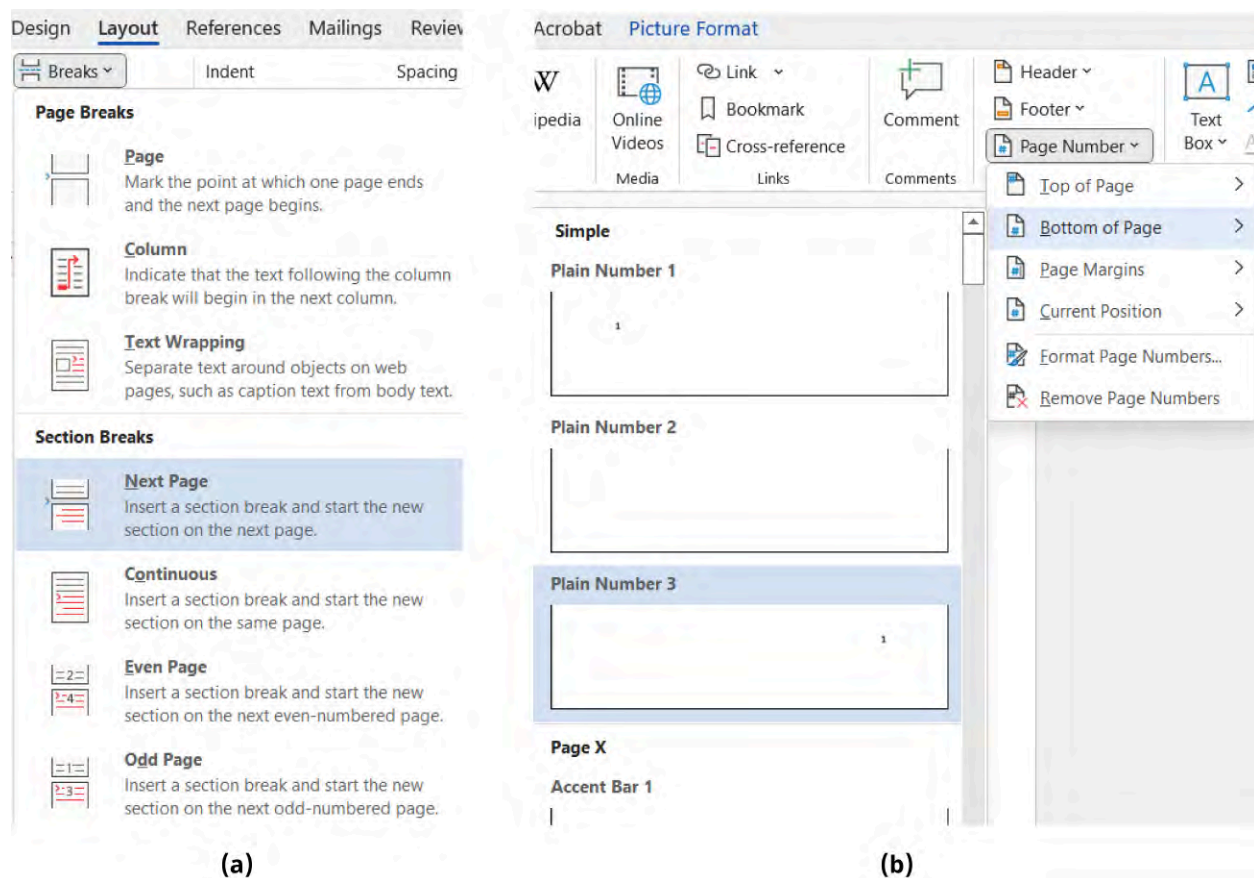 Design Layout References Mailings Review
Breaks Indent Spacing
Page Breaks
Page
Mark the point at which one page ends
and the next page begins.
Column
Indicate that the text following the column
break will begin in the next column.
Text Wrapping
Separate text around objects on web
pages, such as caption text from body text.
Section Breaks
Next Page
Insert a section break and start the new
section on the next page.
Continuous
Insert a section break and start the new
section on the same page.
=2=
=4=
Even Page
Insert a section break and start the new
section on the next even-numbered page.
=1=
=3=
Odd Page
Insert a section break and start the new
section on the next odd-numbered page.
(a)
Acrobat Picture Format
W
ipedia
Online
Videos
Media
Link
Bookmark
Cross-reference
Links
Comment
Comments
Header
Footer
Page Number
A
Text
Box
Top of Page
Bottom of Page
Page Margins
Current Position
Format Page Numbers...
Remove Page Numbers
Simple
Plain Number 1
1
Plain Number 2
Plain Number 3
1
Page X
Accent Bar 1
(b)